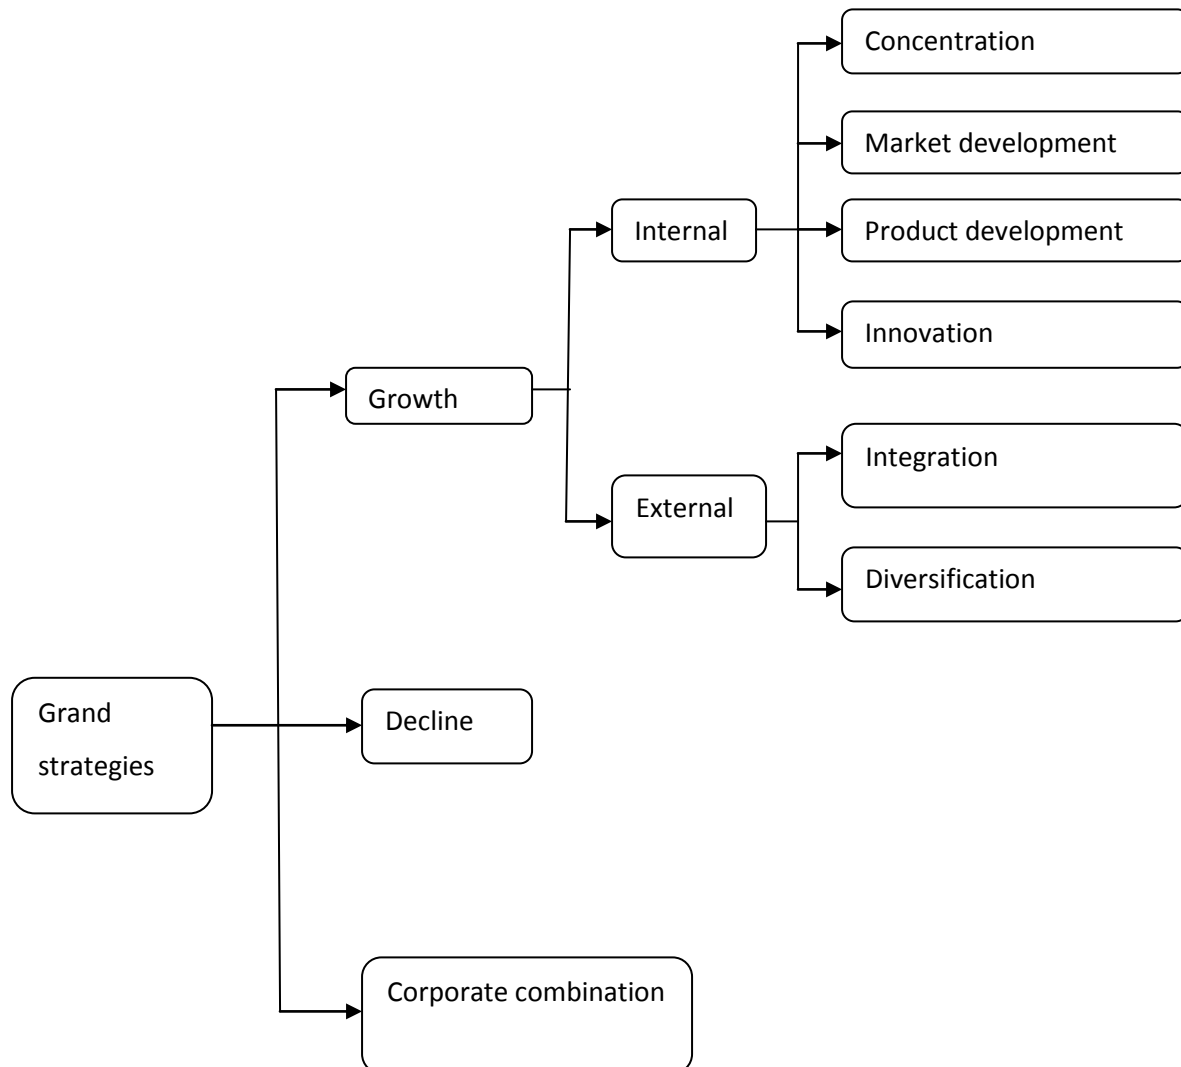 Concentration
Market development
Internal
Product development
Innovation
Growth
Integration
External
Diversification
Grand
strategies
Decline
Corporate combination